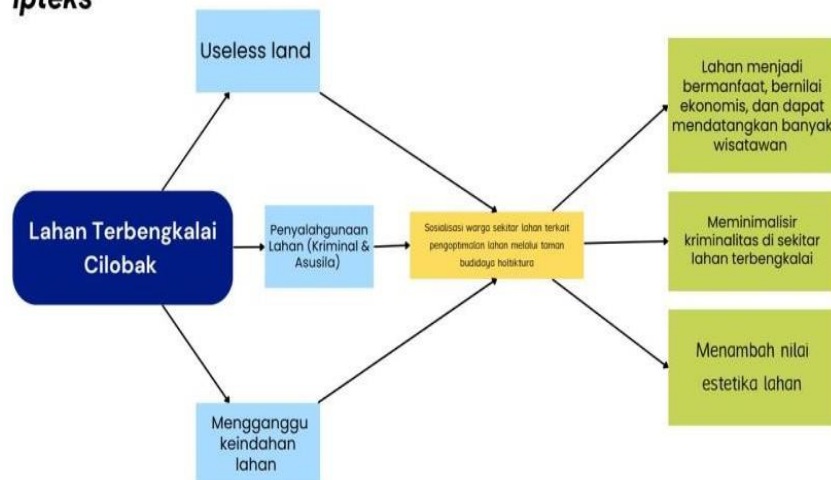 ipteks
Useless land
Lahan Terbengkalai
Cilobak
Penyalahgunaan
Lahan (Kriminal &
Asusila)
Mengganggu
keindahan
lahan
Sosialisasi warga sekitar lahan terkait
pengoptimalan lahan melalui taman
budidaya holtiktura
Lahan menjadi
bermanfaat, bernilai
ekonomis, dan dapat
mendatangkan banyak
wisatawan
Meminimalisir
kriminalitas di sekitar
lahan terbengkalai
Menambah nilai
estetika lahan